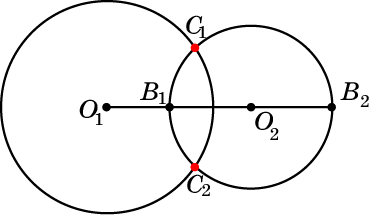 C₁
O₁ B₁ O₂ B₂
C₂